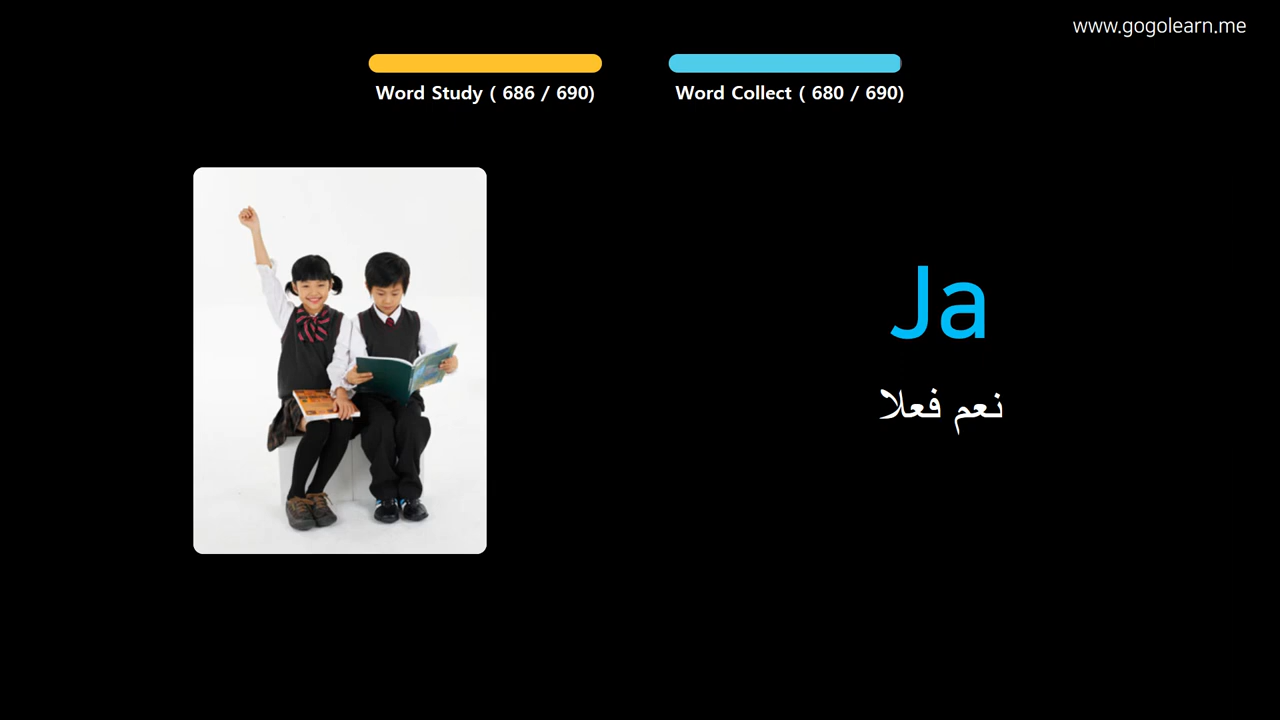 www.gogolearn.me
Word Study ( 686 / 690)
Word Collect ( 680 / 690)
Ja
نعم فعلا